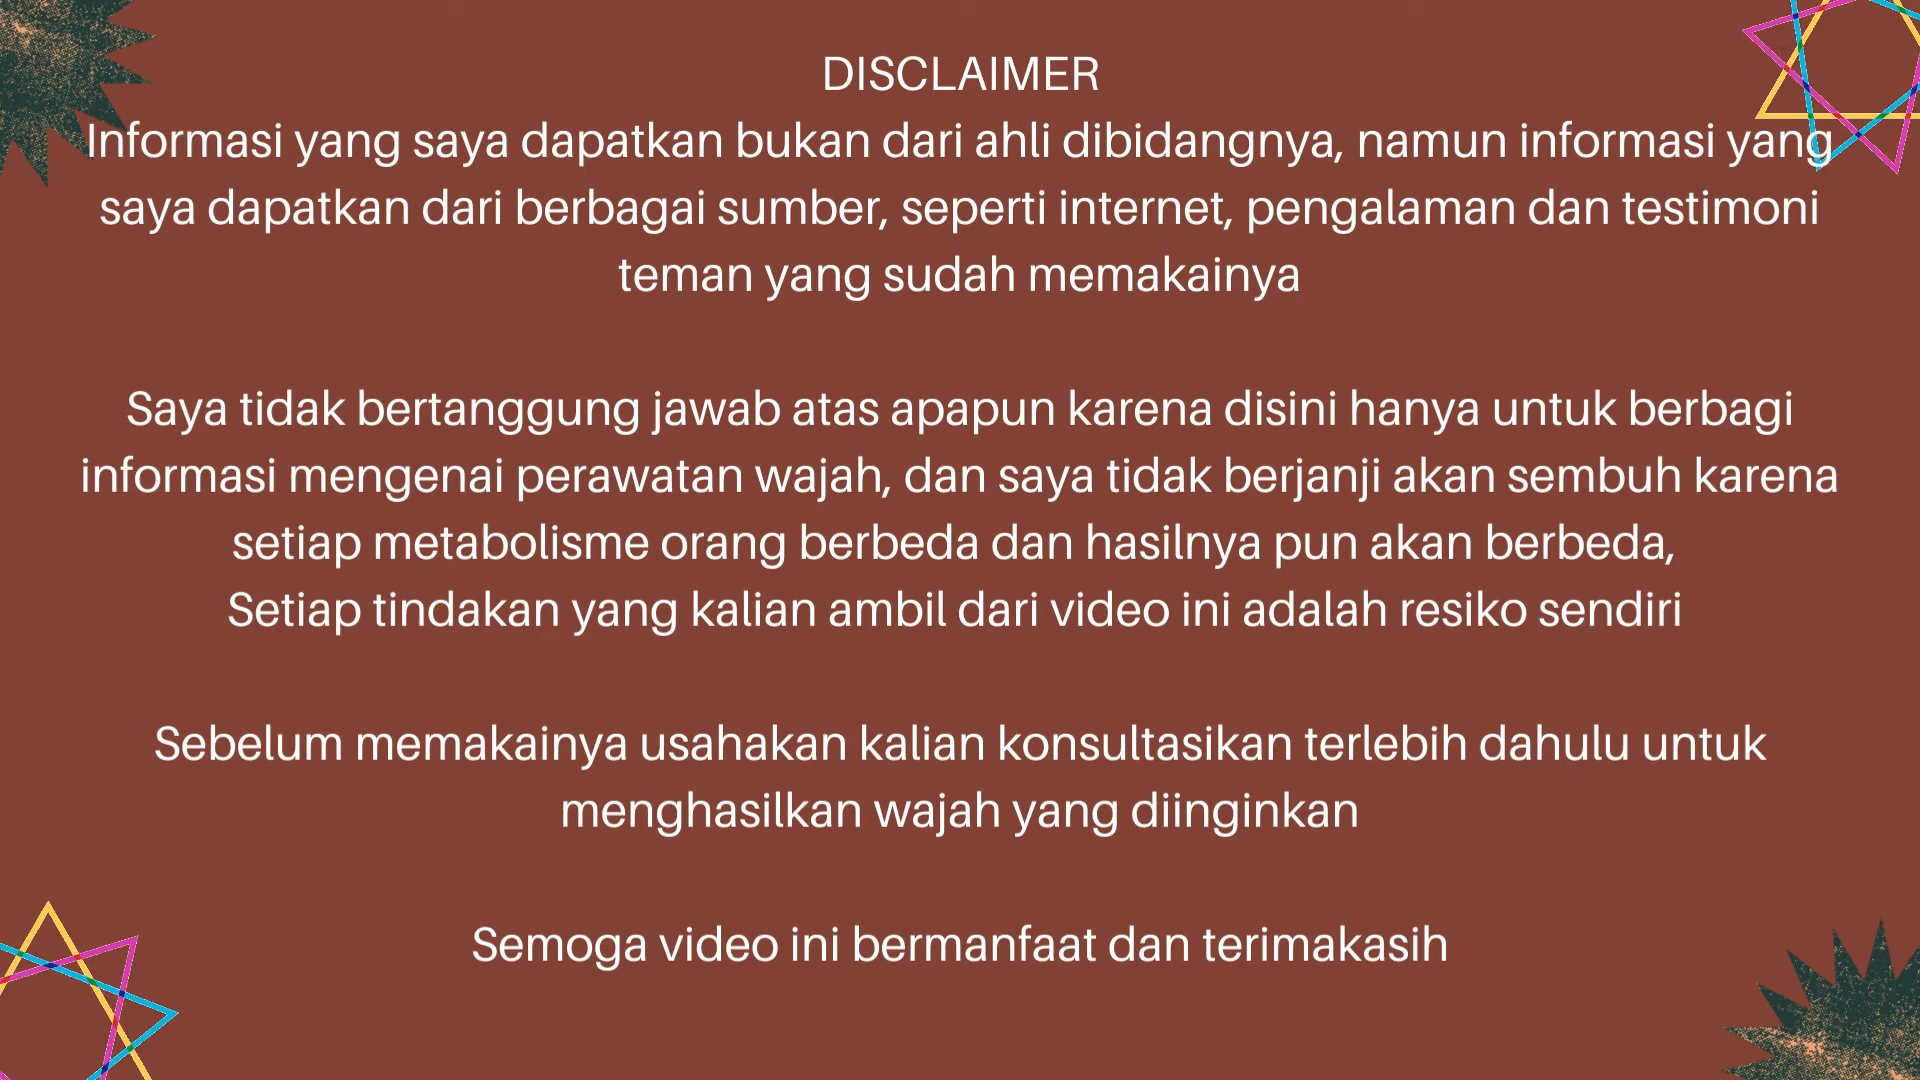 DISCLAIMER
Informasi yang saya dapatkan bukan dari ahli dibidangnya, namun informasi yang
saya dapatkan dari berbagai sumber, seperti internet, pengalaman dan testimoni
teman yang sudah memakainya
Saya tidak bertanggung jawab atas apapun karena disini hanya untuk berbagi
informasi mengenai perawatan wajah, dan saya tidak berjanji akan sembuh karena
setiap metabolisme orang berbeda dan hasilnya pun akan berbeda,
Setiap tindakan yang kalian ambil dari video ini adalah resiko sendiri
Sebelum memakainya usahakan kalian konsultasikan terlebih dahulu untuk
menghasilkan wajah yang diinginkan
Semoga video ini bermanfaat dan terimakasih